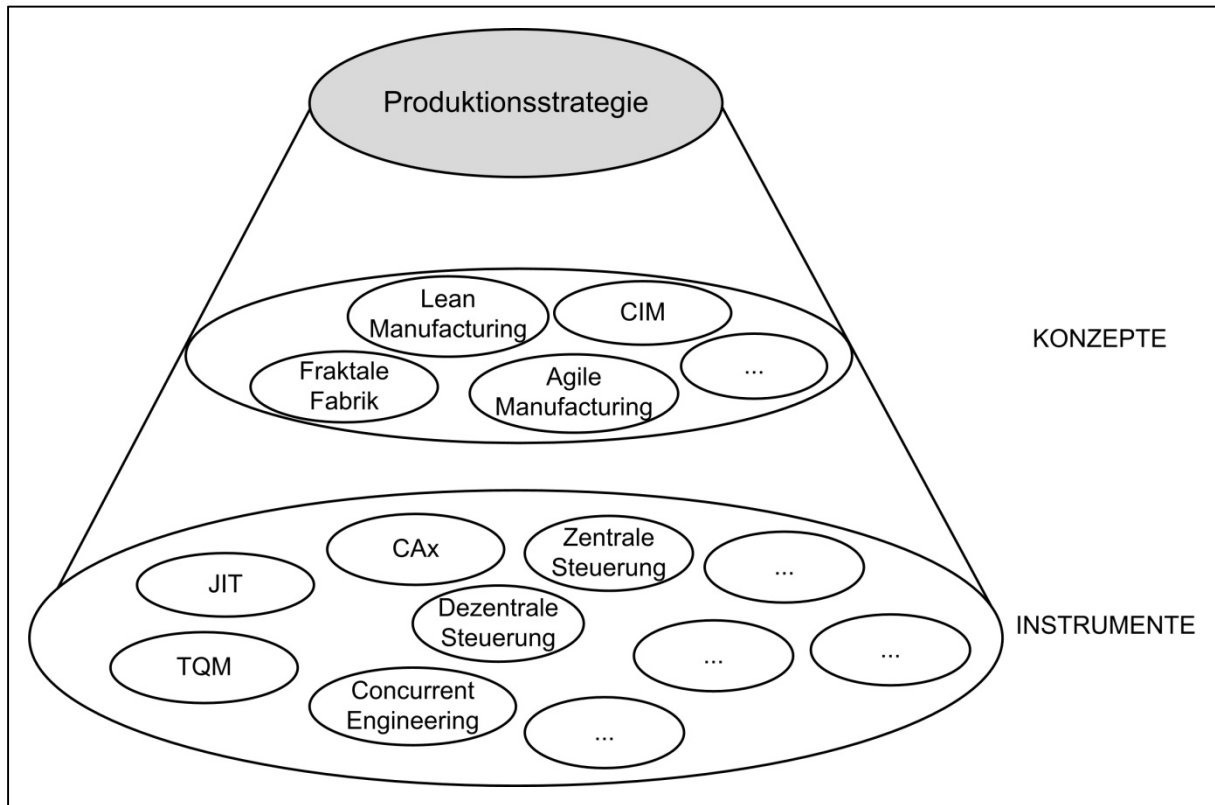 Produktionsstrategie
Lean
Manufacturing
CIM
Fraktale
Fabrik
Agile
Manufacturing
...
KONZEPTE
CAx
Zentrale
Steuerung
...
JIT
Dezentrale
Steuerung
INSTRUMENTE
TQM
...
...
Concurrent
Engineering
...